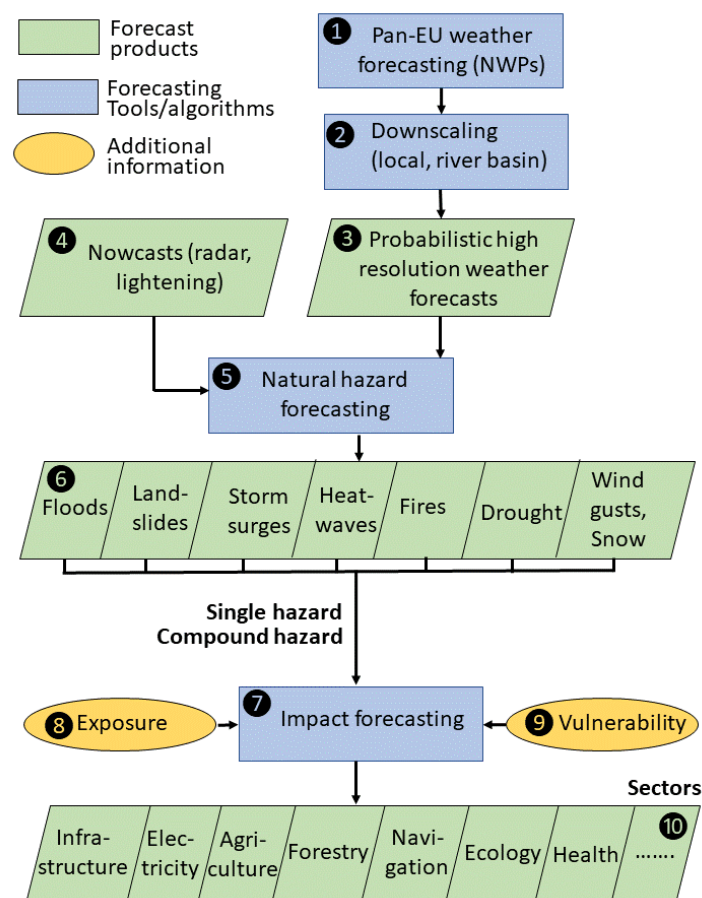 Forecast
products
Forecasting
Tools/algorithms
Additional
information
1 Pan-EU weather
forecasting (NWPs)
2 Downscaling
(local, river basin)
4 Nowcasts (radar,
lightening)
3 Probabilistic high
resolution weather
forecasts
5 Natural hazard
forecasting
6
Floods
Land-
slides
Storm
surges
Heat-
waves
Fires
Drought
Wind
gusts,
Snow
Single hazard
Compound hazard
8 Exposure
7 Impact forecasting
9 Vulnerability
Sectors
10
Infra-
structure
Elec-
tricity
Agri-
culture
Forestry
Navi-
gation
Ecology
Health
.......